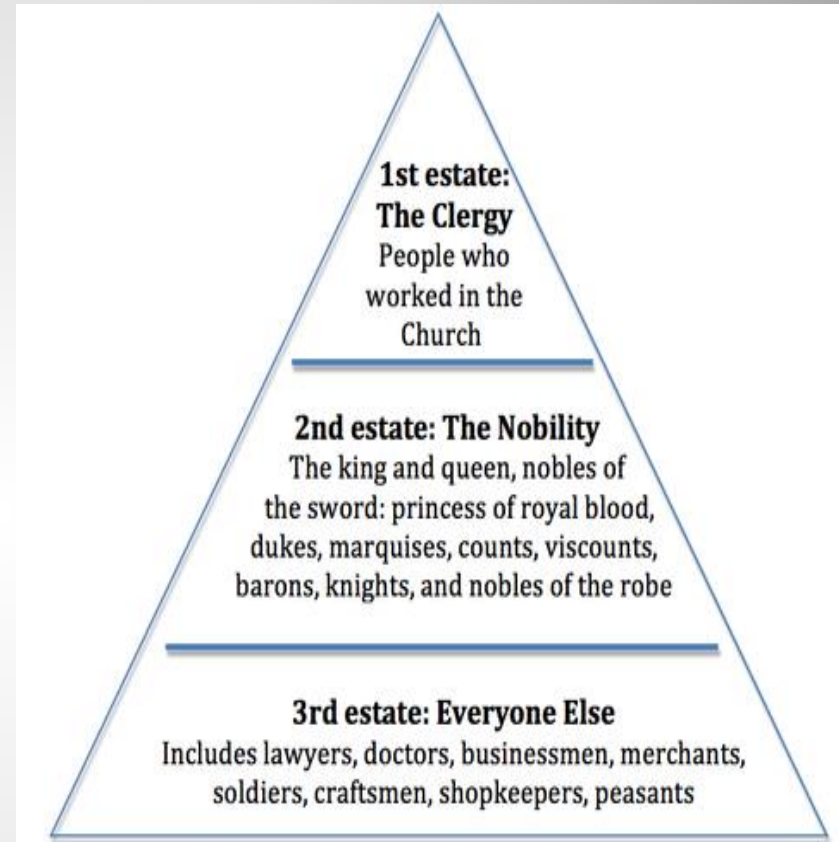 1st estate:
The Clergy
People who
worked in the
Church
2nd estate: The Nobility
The king and queen, nobles of
the sword: princess of royal blood,
dukes, marquises, counts, viscounts,
barons, knights, and nobles of the robe
3rd estate: Everyone Else
Includes lawyers, doctors, businessmen, merchants,
soldiers, craftsmen, shopkeepers, peasants